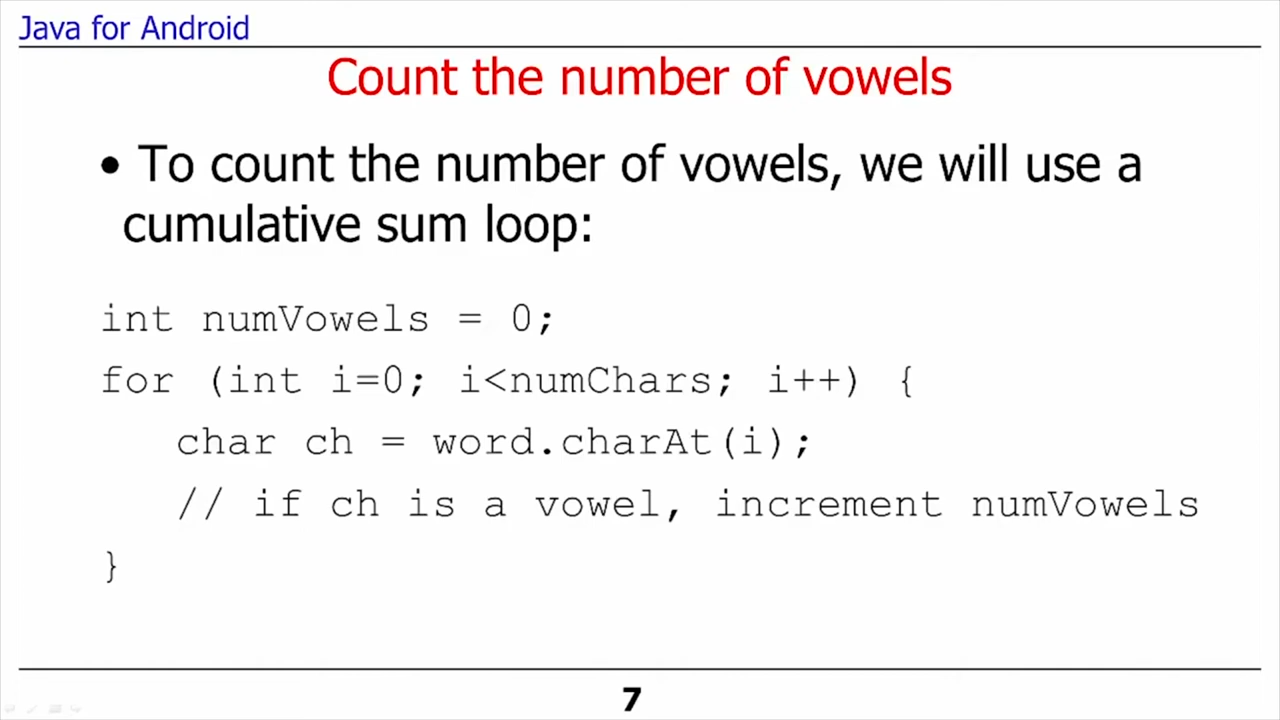 Java for Android
Count the number of vowels
• To count the number of vowels, we will use a
cumulative sum loop:
int numVowels = 0;
for (int i=0; i<numChars; i++) {
char ch = word.charAt(i);
// if ch is a vowel, increment numVowels
}
7